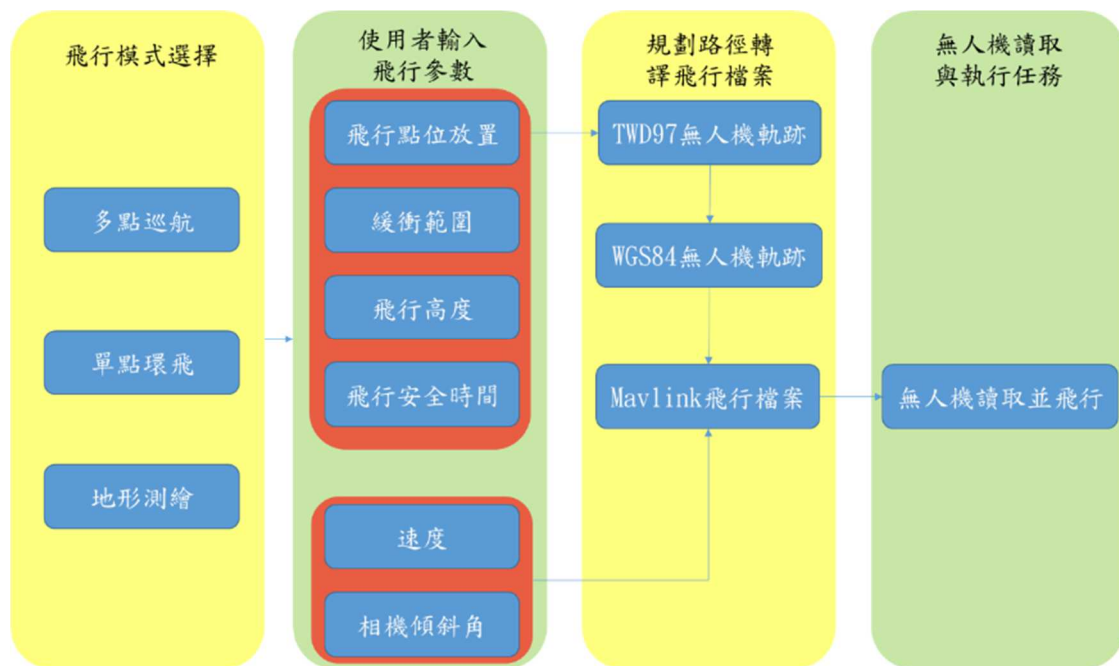 飛行模式選擇
多點巡航
單點環飛
地形測繪
使用者輸入
飛行參數
飛行點位放置
緩衝範圍
飛行高度
飛行安全時間
速度
相機傾斜角
規劃路徑轉
譯飛行檔案
TWD97無人機軌跡
WGS84無人機軌跡
Mavlink飛行檔案
無人機讀取
與執行任務
無人機讀取並飛行